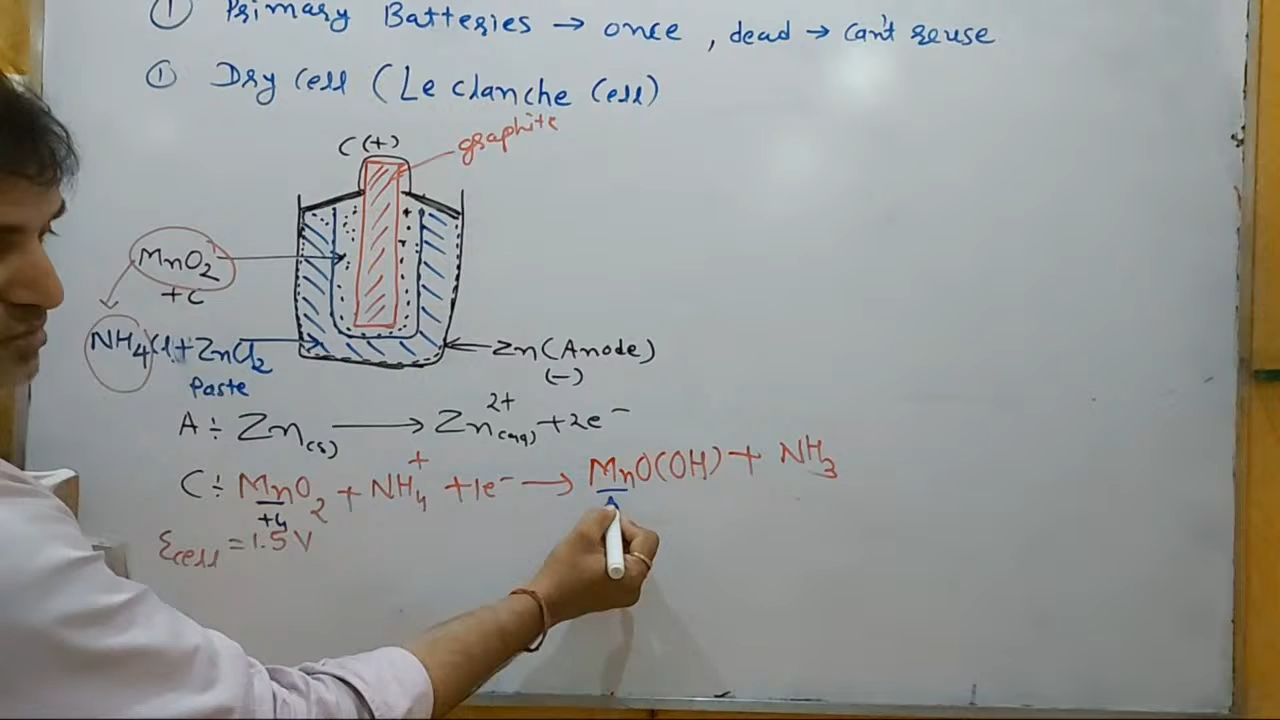 ① Primary Batteries → once, dead → can't reuse
① Dry cell (Le clanche Cell)
C(+)
graphite
MnO₂
+C
NH₄Cl+ZnCl₂
Paste
Zn(Anode)
(-)
A ÷ Zn(s) ⟶ Zn²⁺(aq) + 2e⁻
C ÷ MnO₂ + NH₄⁺ + 1e⁻ ⟶ MnO(OH) + NH₃
+4
Ecell = 1.5 V